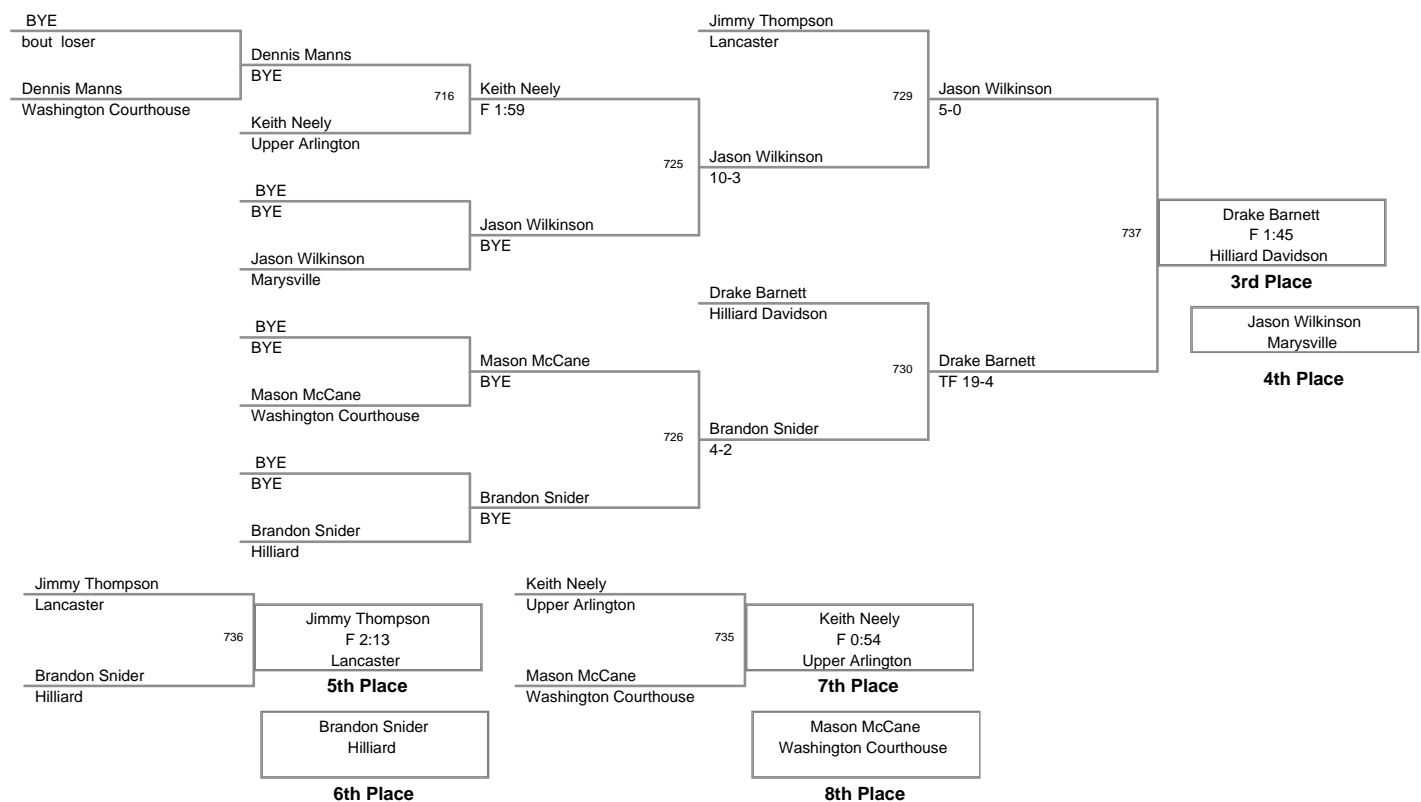 BYE
bout loser
Dennis Manns
Washington Courthouse
Dennis Manns
BYE
716
Keith Neely
Upper Arlington
Keith Neely
F 1:59
BYE
BYE
Jason Wilkinson
Marysville
Jason Wilkinson
BYE
725
Jason Wilkinson
10-3
Jimmy Thompson
Lancaster
729
Jason Wilkinson
5-0
BYE
BYE
Mason McCane
Washington Courthouse
Mason McCane
BYE
BYE
BYE
Brandon Snider
Hilliard
Brandon Snider
BYE
726
Brandon Snider
4-2
Drake Barnett
Hilliard Davidson
730
Drake Barnett
TF 19-4
737
Drake Barnett
F 1:45
Hilliard Davidson
3rd Place
Jason Wilkinson
Marysville
4th Place
Jimmy Thompson
Lancaster
736
Brandon Snider
Hilliard
Jimmy Thompson
F 2:13
Lancaster
5th Place
Brandon Snider
Hilliard
6th Place
Keith Neely
Upper Arlington
735
Mason McCane
Washington Courthouse
Keith Neely
F 0:54
Upper Arlington
7th Place
Mason McCane
Washington Courthouse
8th Place